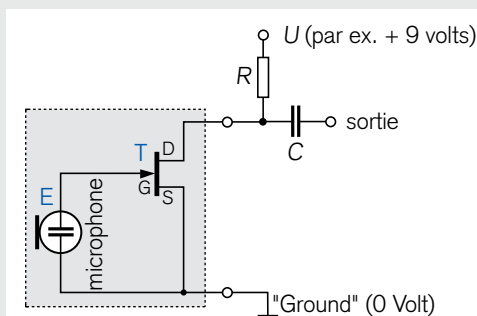 U (par ex. + 9 volts)
R
sortie
C
T
D
G
S
E
microphone
"Ground" (0 Volt)